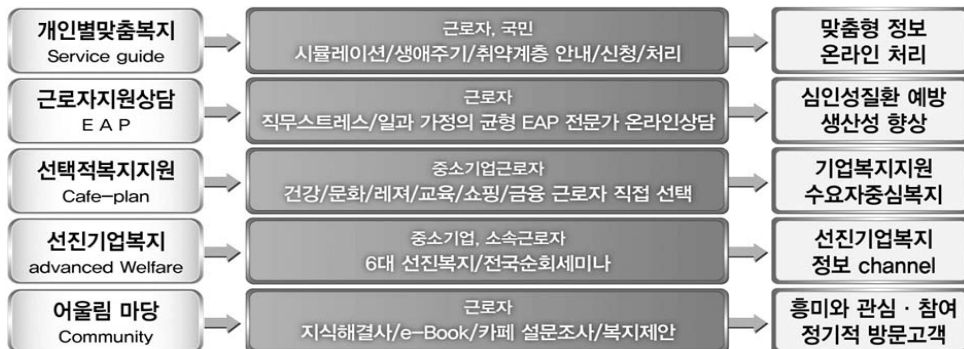 개인별맞춤복지
Service guide
근로자, 국민
시뮬레이션/생애주기/취약계층 안내/신청/처리
맞춤형 정보
온라인 처리
근로자지원상담
E A P
근로자
직무스트레스/일과 가정의 균형 EAP 전문가 온라인상담
심인성질환 예방
생산성 향상
선택적복지지원
Cafe-plan
중소기업근로자
건강/문화/레져/교육/쇼핑/금융 근로자 직접 선택
기업복지지원
수요자중심복지
선진기업복지
advanced Welfare
중소기업, 소속근로자
6대 선진복지/전국순회세미나
선진기업복지
정보 channel
어울림 마당
Community
근로자
지식해결사/e-Book/카페 설문조사/복지제안
흥미와 관심 · 참여
정기적 방문고객